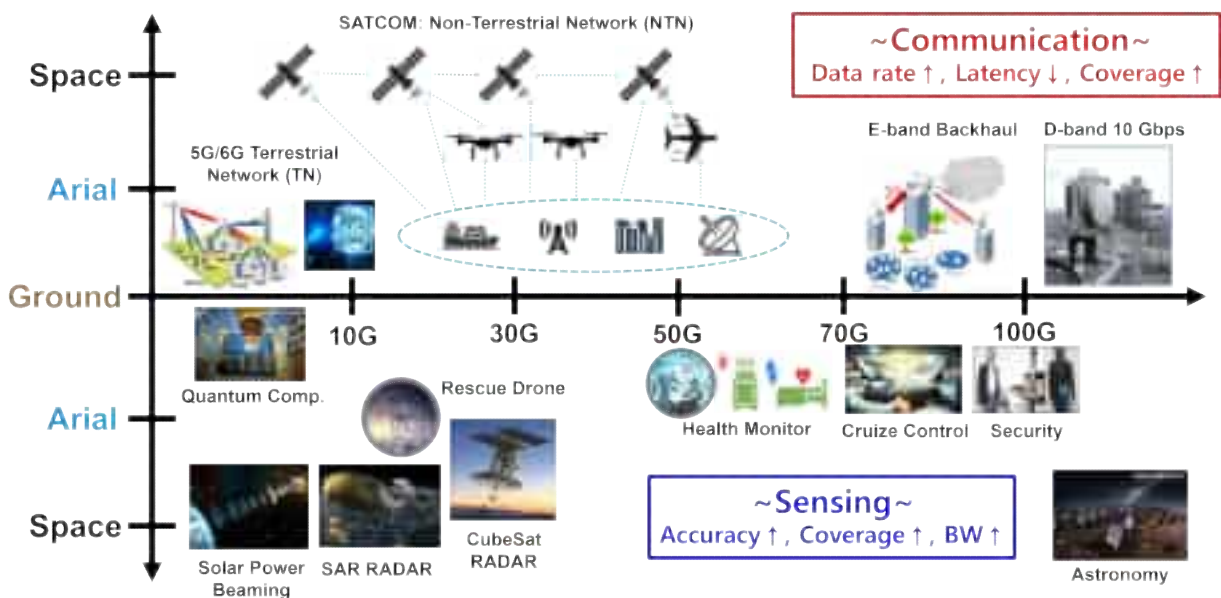 SATCOM: Non-Terrestrial Network (NTN)
~Communication~
Data rate ↑, Latency ↓, Coverage ↑
Space
E-band Backhaul
D-band 10 Gbps
5G/6G Terrestrial
Network (TN)
Arial
Ground
10G
30G
50G
70G
100G
Quantum Comp.
Rescue Drone
Arial
Health Monitor
Cruize Control
Security
~Sensing~
Accuracy ↑, Coverage ↑, BW ↑
Space
Solar Power
Beaming
SAR RADAR
CubeSat
RADAR
Astronomy